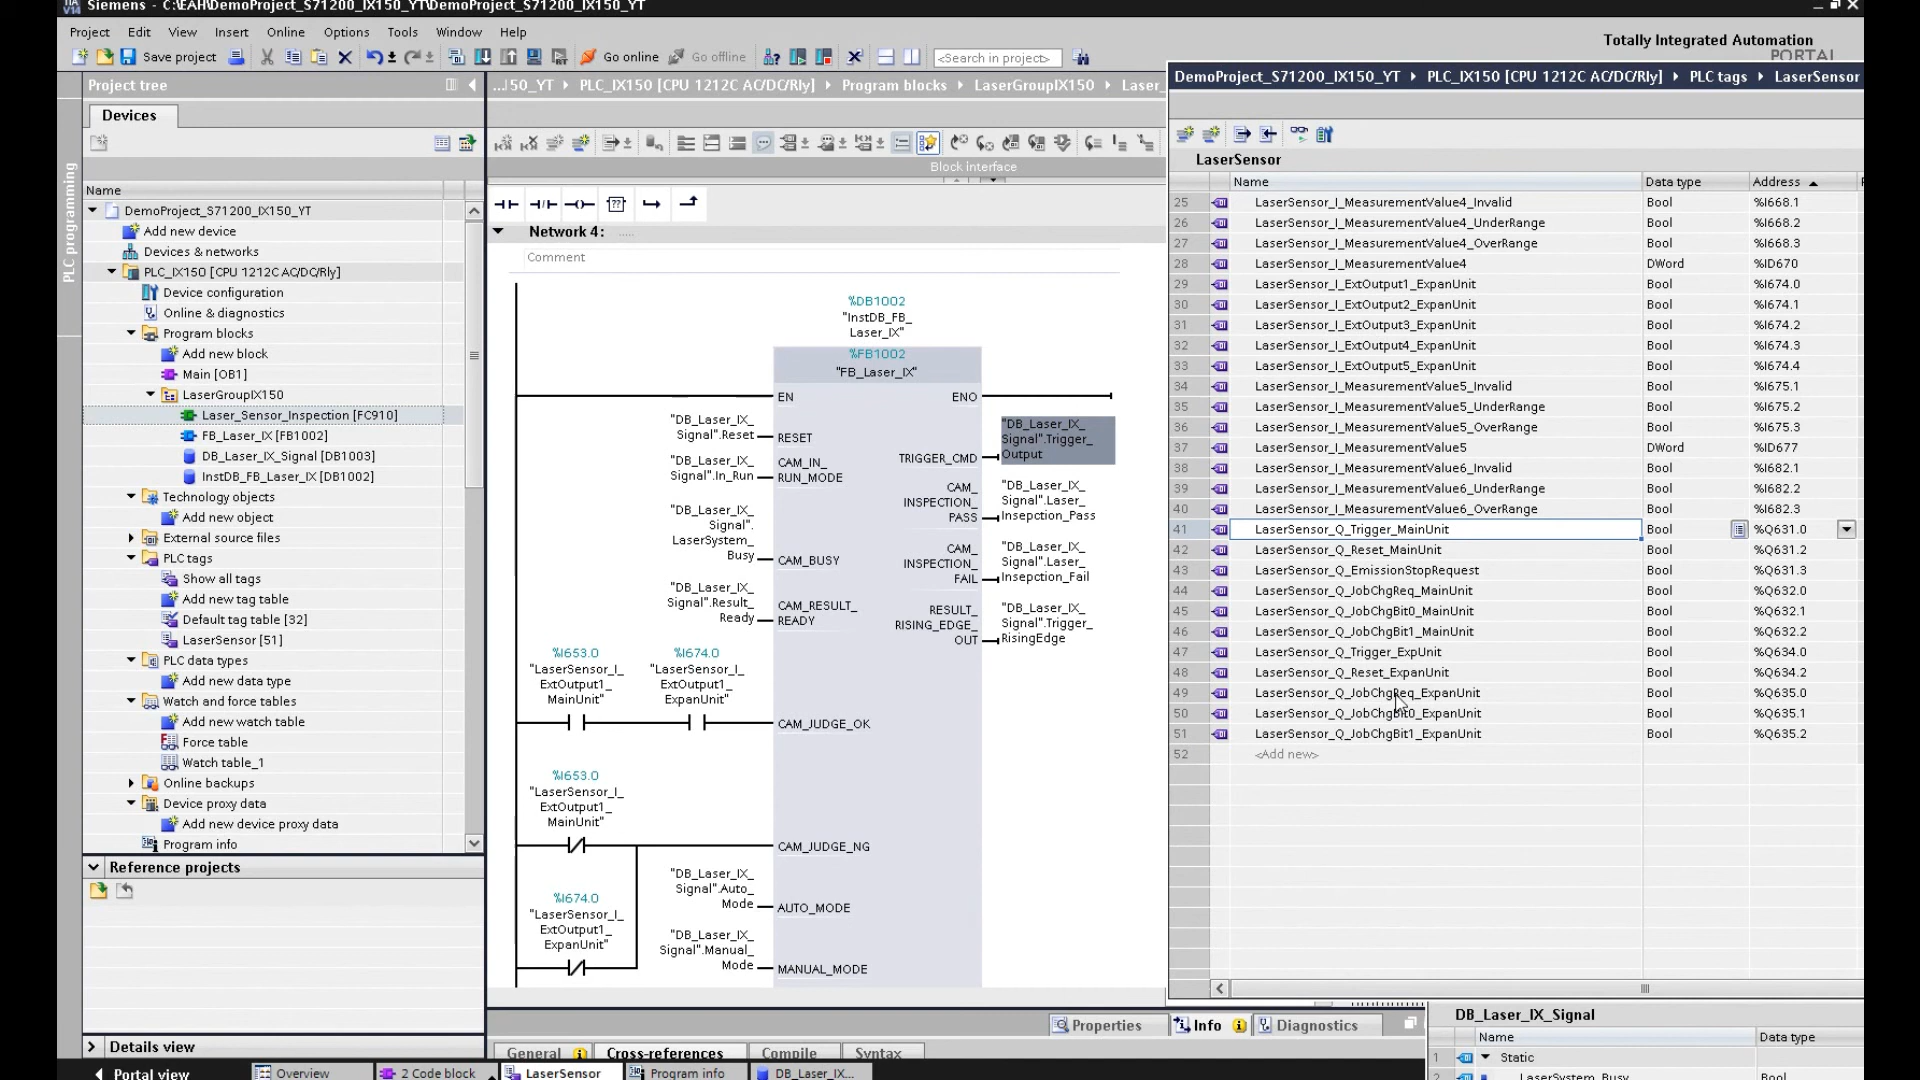 Siemens - C:\EAH\DemoProject_S71200_IX150_YT\DemoProject_S71200_IX150_YT
Project Edit View Insert Online Options Tools Window Help
Totally Integrated Automation
PORTAL
Save project
Go online
Go offline
<Search in project>
Project tree
Devices
PLC programming
Name
DemoProject_S71200_IX150_YT
Add new device
Devices & networks
PLC_IX150 [CPU 1212C AC/DC/Rly]
Device configuration
Online & diagnostics
Program blocks
Add new block
Main [OB1]
LaserGroupIX150
Laser_Sensor_Inspection [FC910]
FB_Laser_IX [FB1002]
DB_Laser_IX_Signal [DB1003]
InstDB_FB_Laser_IX [DB1002]
Technology objects
Add new object
External source files
PLC tags
Show all tags
Add new tag table
Default tag table [32]
LaserSensor [51]
PLC data types
Add new data type
Watch and force tables
Add new watch table
Force table
Watch table_1
Online backups
Device proxy data
Add new device proxy data
Program info
Reference projects
Details view
...]50_YT PLC_IX150 [CPU 1212C AC/DC/Rly] Program blocks LaserGroupIX150 Laser_
Block interface
Network 4: .....
Comment
%DB1002
"InstDB_FB_
Laser_IX"
%FB1002
"FB_Laser_IX"
EN ENO
"DB_Laser_IX_
Signal".Reset
RESET
"DB_Laser_IX_
Signal".In_Run
CAM_IN_
RUN_MODE
"DB_Laser_IX_
Signal".
LaserSystem_
Busy
CAM_BUSY
"DB_Laser_IX_
Signal".Result_
Ready
CAM_RESULT_
READY
"DB_Laser_IX_
Signal".Trigger_
Output
TRIGGER_CMD
CAM_
INSPECTION_
PASS
"DB_Laser_IX_
Signal".Laser_
Insepction_Pass
CAM_
INSPECTION_
FAIL
"DB_Laser_IX_
Signal".Laser_
Insepction_Fail
RESULT_
RISING_EDGE_
OUT
"DB_Laser_IX_
Signal".Trigger_
RisingEdge
%I653.0
"LaserSensor_I_
ExtOutput1_
MainUnit"
%I674.0
"LaserSensor_I_
ExtOutput1_
ExpanUnit"
CAM_JUDGE_OK
%I653.0
"LaserSensor_I_
ExtOutput1_
MainUnit"
CAM_JUDGE_NG
%I674.0
"LaserSensor_I_
ExtOutput1_
ExpanUnit"
"DB_Laser_IX_
Signal".Auto_
Mode
AUTO_MODE
"DB_Laser_IX_
Signal".Manual_
Mode
MANUAL_MODE
DemoProject_S71200_IX150_YT PLC_IX150 [CPU 1212C AC/DC/Rly] PLC tags LaserSensor
LaserSensor
Name Data type Address
25 LaserSensor_I_MeasurementValue4_Invalid Bool %I668.1
26 LaserSensor_I_MeasurementValue4_UnderRange Bool %I668.2
27 LaserSensor_I_MeasurementValue4_OverRange Bool %I668.3
28 LaserSensor_I_MeasurementValue4 DWord %ID670
29 LaserSensor_I_ExtOutput1_ExpanUnit Bool %I674.0
30 LaserSensor_I_ExtOutput2_ExpanUnit Bool %I674.1
31 LaserSensor_I_ExtOutput3_ExpanUnit Bool %I674.2
32 LaserSensor_I_ExtOutput4_ExpanUnit Bool %I674.3
33 LaserSensor_I_ExtOutput5_ExpanUnit Bool %I674.4
34 LaserSensor_I_MeasurementValue5_Invalid Bool %I675.1
35 LaserSensor_I_MeasurementValue5_UnderRange Bool %I675.2
36 LaserSensor_I_MeasurementValue5_OverRange Bool %I675.3
37 LaserSensor_I_MeasurementValue5 DWord %ID677
38 LaserSensor_I_MeasurementValue6_Invalid Bool %I682.1
39 LaserSensor_I_MeasurementValue6_UnderRange Bool %I682.2
40 LaserSensor_I_MeasurementValue6_OverRange Bool %I682.3
41 LaserSensor_Q_Trigger_MainUnit Bool %Q631.0
42 LaserSensor_Q_Reset_MainUnit Bool %Q631.2
43 LaserSensor_Q_EmissionStopRequest Bool %Q631.3
44 LaserSensor_Q_JobChgReq_MainUnit Bool %Q632.0
45 LaserSensor_Q_JobChgBit0_MainUnit Bool %Q632.1
46 LaserSensor_Q_JobChgBit1_MainUnit Bool %Q632.2
47 LaserSensor_Q_Trigger_ExpUnit Bool %Q634.0
48 LaserSensor_Q_Reset_ExpanUnit Bool %Q634.2
49 LaserSensor_Q_JobChgReq_ExpanUnit Bool %Q635.0
50 LaserSensor_Q_JobChgBit0_ExpanUnit Bool %Q635.1
51 LaserSensor_Q_JobChgBit1_ExpanUnit Bool %Q635.2
52 <Add new>
Properties Info Diagnostics
General Cross-references Compile Syntax
DB_Laser_IX_Signal
Name Data type
1 Static
2 LaserSystem_Busy Bool
Portal view Overview 2 Code block LaserSensor Program info DB_Laser_IX...